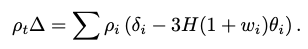 ρ_tΔ = ∑ ρ_i (δ_i − 3H(1 + w_i)θ_i) .